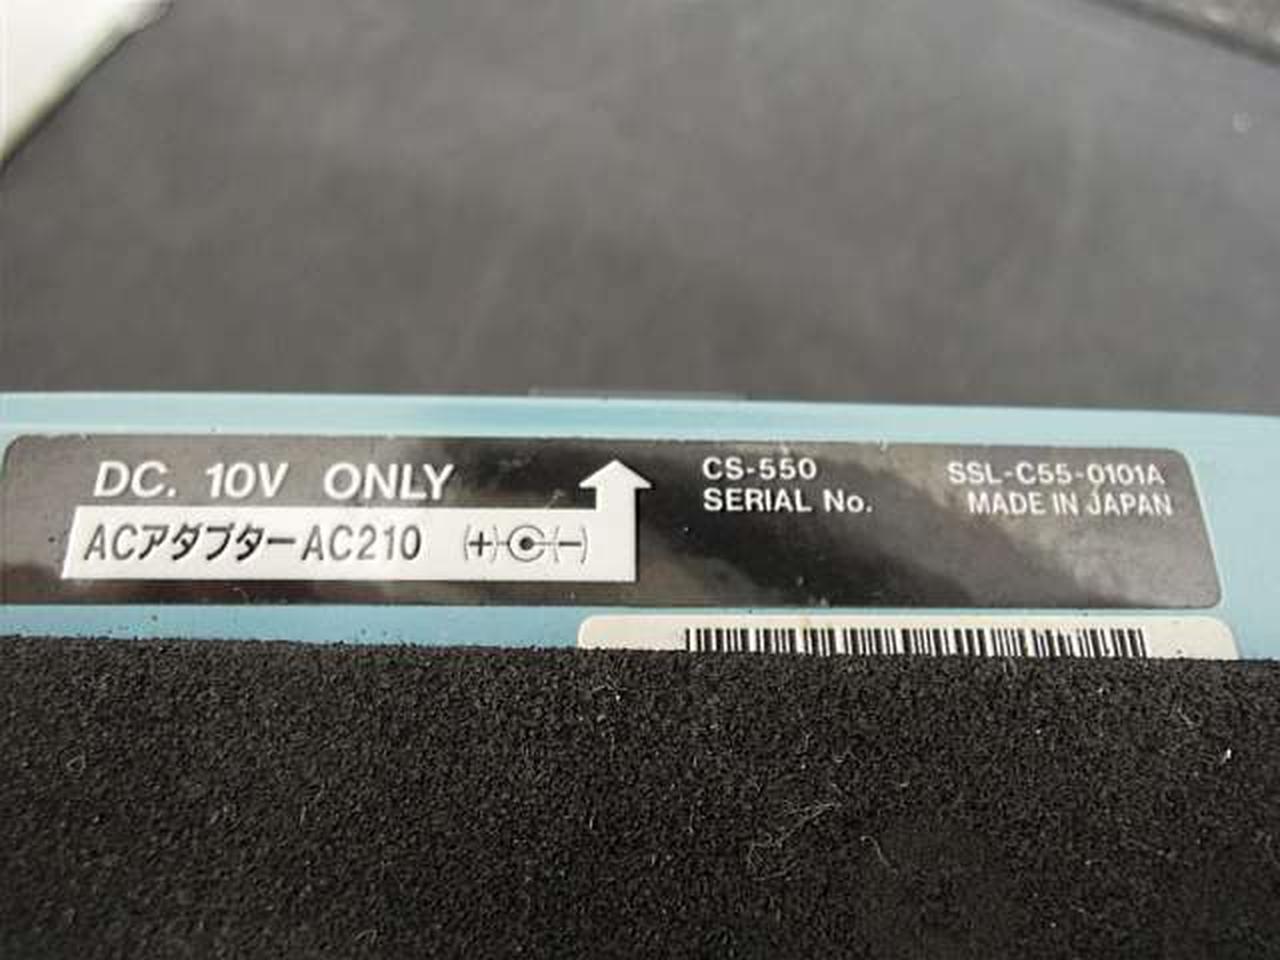 DC. 10V ONLY
ACアダプターAC210 (+) (−)
CS-550
SERIAL No.
SSL-C55-0101A
MADE IN JAPAN